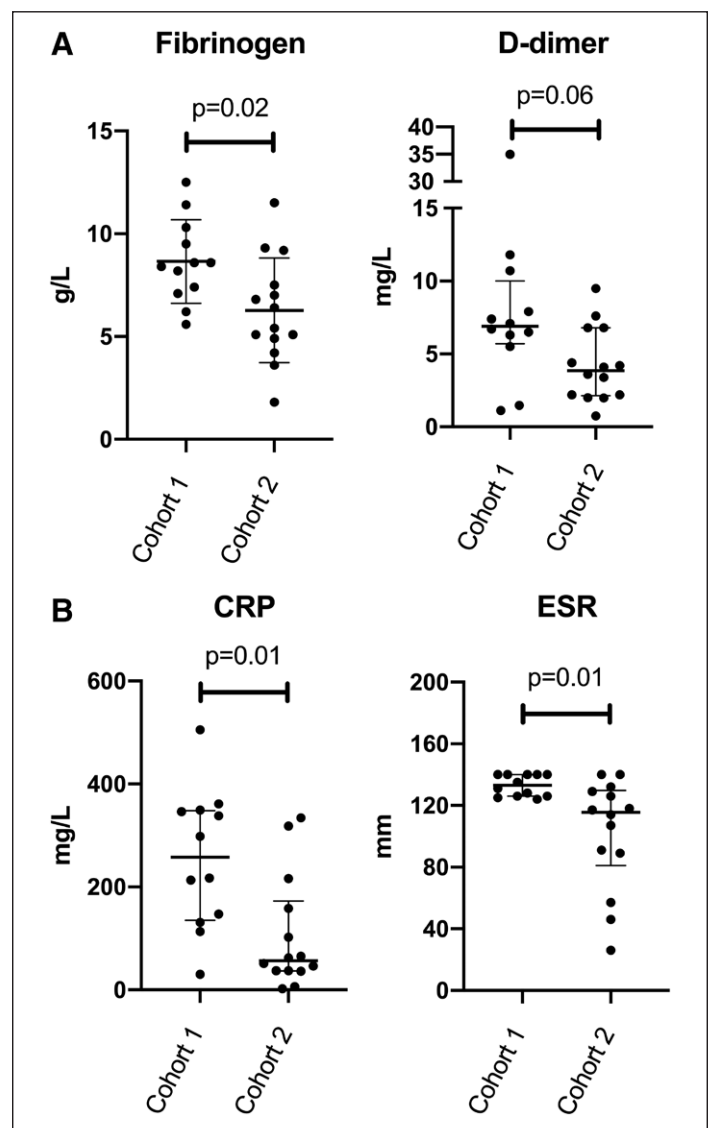 A
Fibrinogen
p=0.02
15
10
5
0
g/L
Cohort 1
Cohort 2
D-dimer
p=0.06
40
35
30
15
10
5
0
mg/L
Cohort 1
Cohort 2
B
CRP
p=0.01
600
400
200
0
mg/L
Cohort 1
Cohort 2
ESR
p=0.01
200
160
120
80
40
0
mm
Cohort 1
Cohort 2